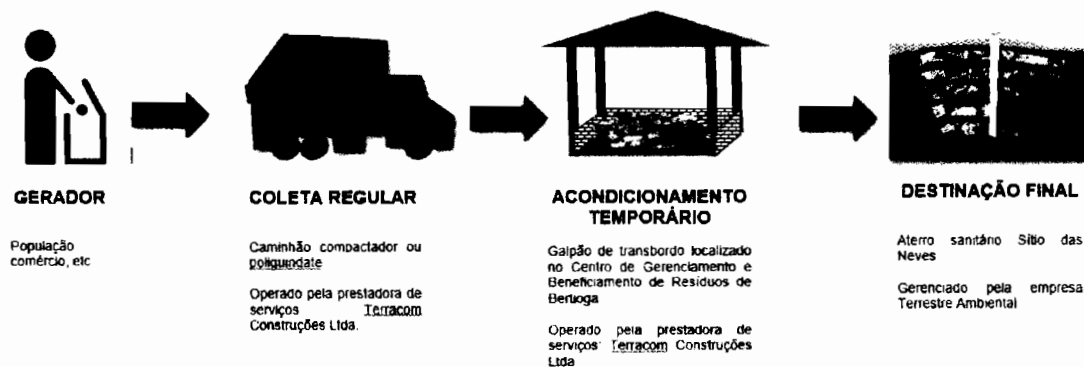 GERADOR
População
comércio, etc
COLETA REGULAR
Caminhão compactador ou
poliguindate
Operado pela prestadora de
serviços Terracom
Construções Ltda.
ACONDICIONAMENTO
TEMPORÁRIO
Galpão de transbordo localizado
no Centro de Gerenciamento e
Beneficiamento de Resíduos de
Bertioga
Operado pela prestadora de
serviços Terracom Construções
Ltda
DESTINAÇÃO FINAL
Aterro sanitário Sítio das
Neves
Gerenciado pela empresa
Terrestre Ambiental